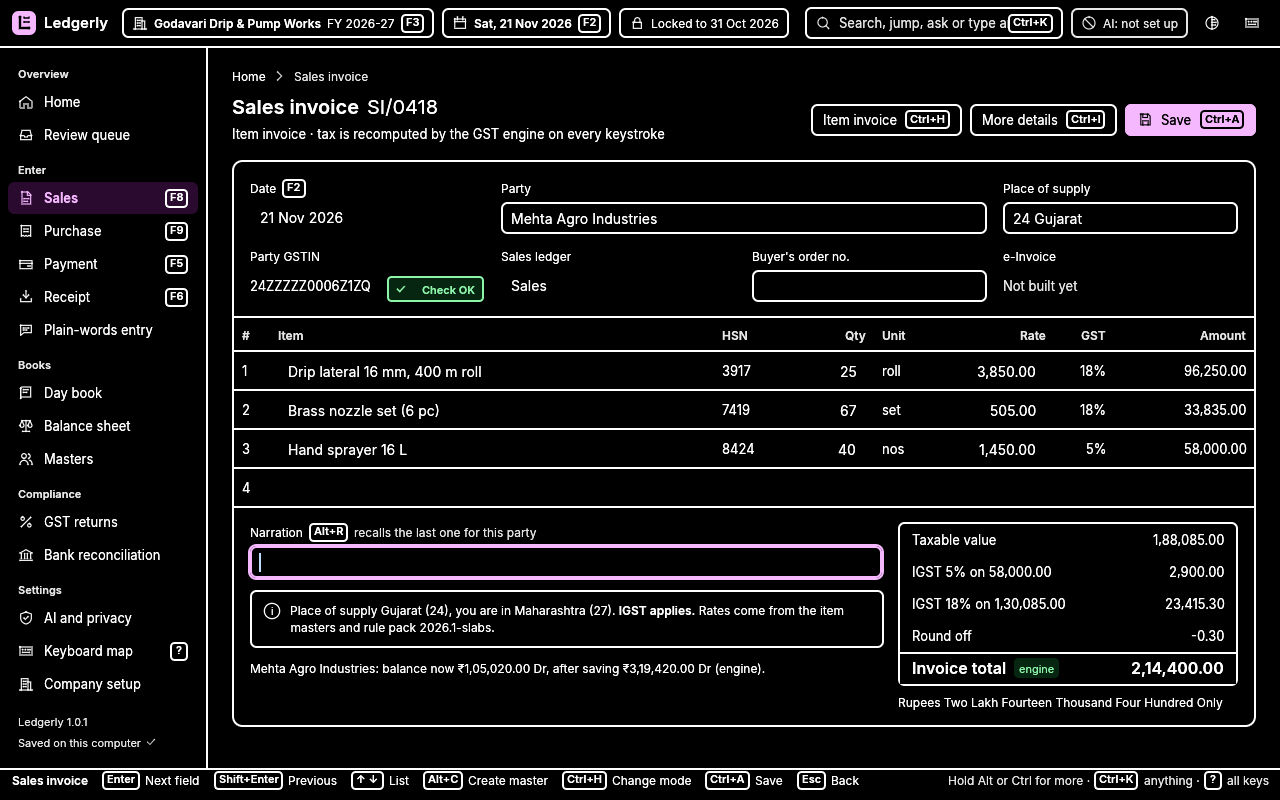 Ledgerly
Godavari Drip & Pump Works FY 2026-27 F3
Sat, 21 Nov 2026 F2
Locked to 31 Oct 2026
Search, jump, ask or type a Ctrl+K
AI: not set up
Overview
Home
Review queue
Enter
Sales F8
Purchase F9
Payment F5
Receipt F6
Plain-words entry
Books
Day book
Balance sheet
Masters
Compliance
GST returns
Bank reconciliation
Settings
AI and privacy
Keyboard map ?
Company setup
Ledgerly 1.0.1
Saved on this computer
Home Sales invoice
Sales invoice SI/0418
Item invoice · tax is recomputed by the GST engine on every keystroke
Item invoice Ctrl+H
More details Ctrl+I
Save Ctrl+A
Date F2 Party Place of supply
21 Nov 2026 Mehta Agro Industries 24 Gujarat
Party GSTIN Sales ledger Buyer's order no. e-Invoice
24ZZZZZ0006Z1ZQ Check OK Sales Not built yet
# Item HSN Qty Unit Rate GST Amount
1 Drip lateral 16 mm, 400 m roll 3917 25 roll 3,850.00 18% 96,250.00
2 Brass nozzle set (6 pc) 7419 67 set 505.00 18% 33,835.00
3 Hand sprayer 16 L 8424 40 nos 1,450.00 5% 58,000.00
4
Narration Alt+R recalls the last one for this party
Place of supply Gujarat (24), you are in Maharashtra (27). IGST applies. Rates come from the item
masters and rule pack 2026.1-slabs.
Mehta Agro Industries: balance now ₹1,05,020.00 Dr, after saving ₹3,19,420.00 Dr (engine).
Taxable value 1,88,085.00
IGST 5% on 58,000.00 2,900.00
IGST 18% on 1,30,085.00 23,415.30
Round off -0.30
Invoice total engine 2,14,400.00
Rupees Two Lakh Fourteen Thousand Four Hundred Only
Sales invoice Enter Next field Shift+Enter Previous ↑ ↓ List Alt+C Create master Ctrl+H Change mode Ctrl+A Save Esc Back
Hold Alt or Ctrl for more · Ctrl+K anything · ? all keys